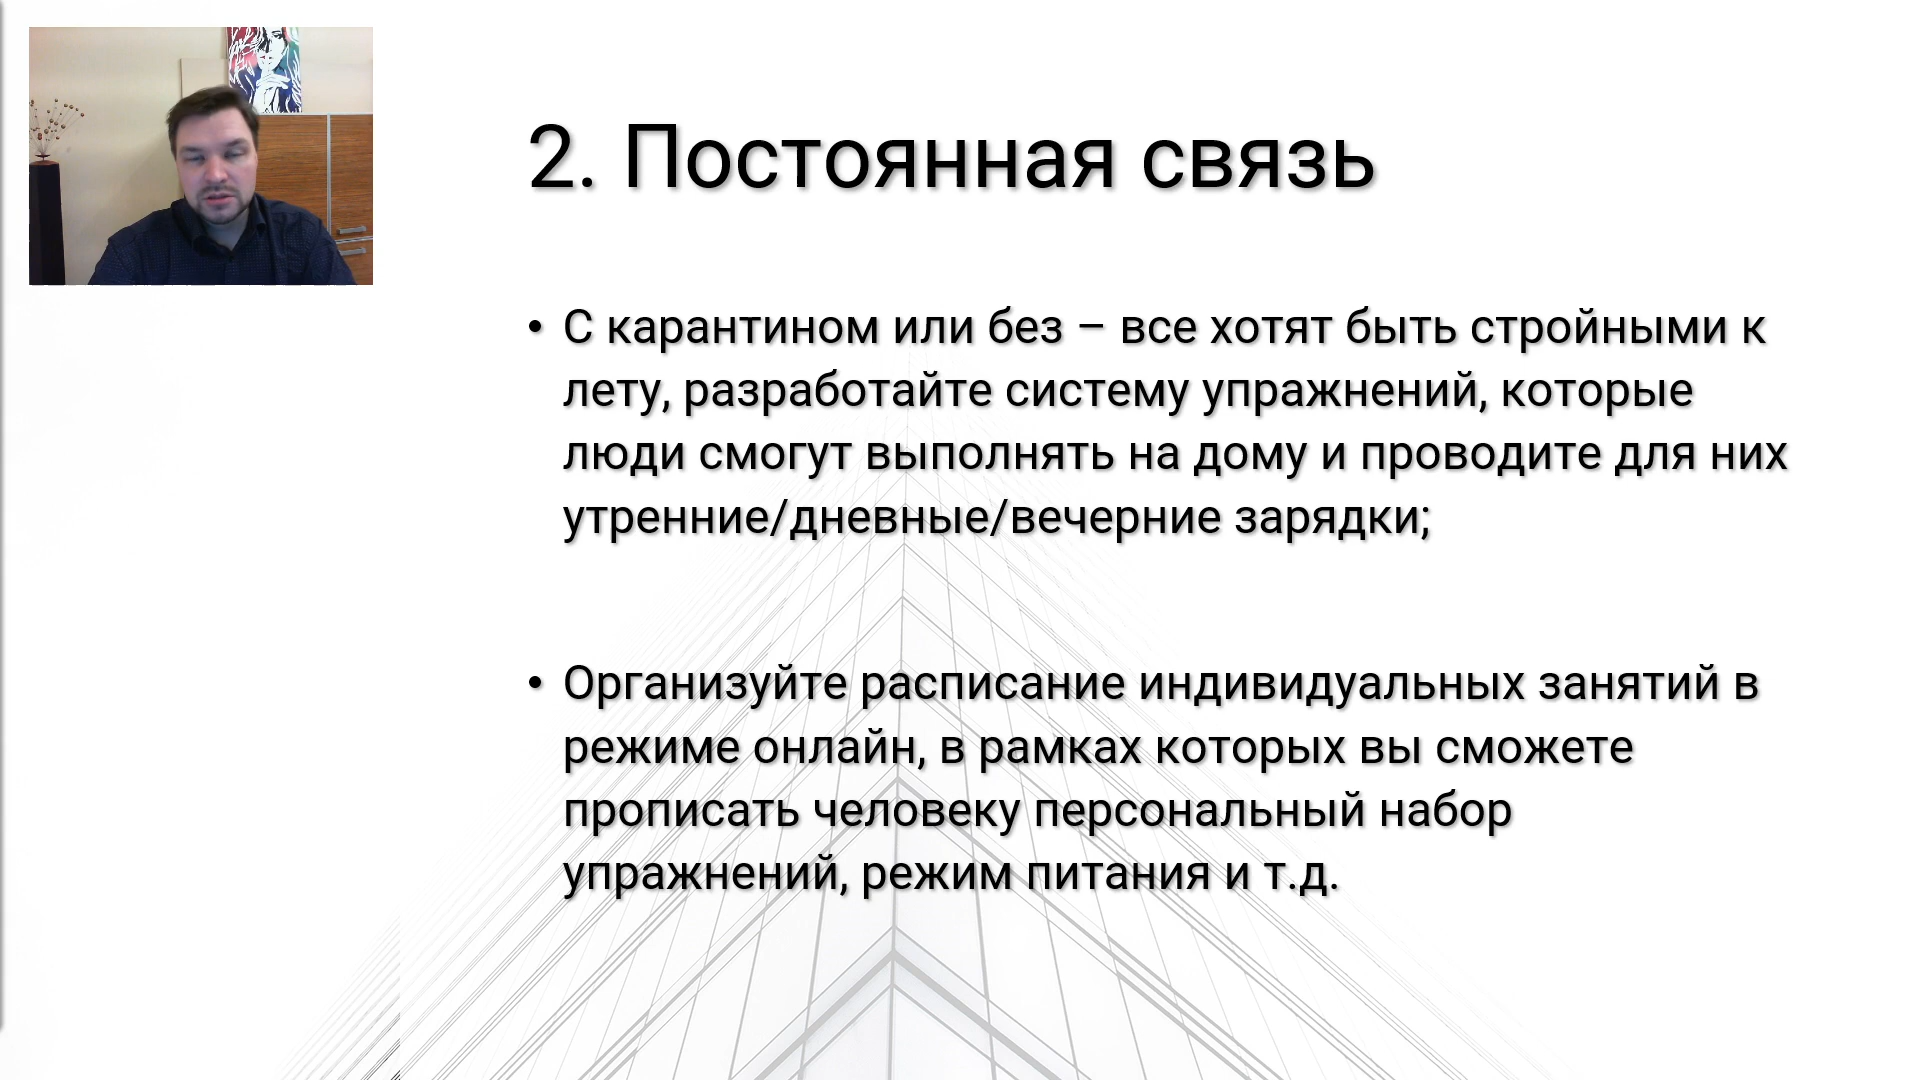 2. Постоянная связь
• С карантином или без – все хотят быть стройными к
лету, разработайте систему упражнений, которые
люди смогут выполнять на дому и проводите для них
утренние/дневные/вечерние зарядки;
• Организуйте расписание индивидуальных занятий в
режиме онлайн, в рамках которых вы сможете
прописать человеку персональный набор
упражнений, режим питания и т.д.